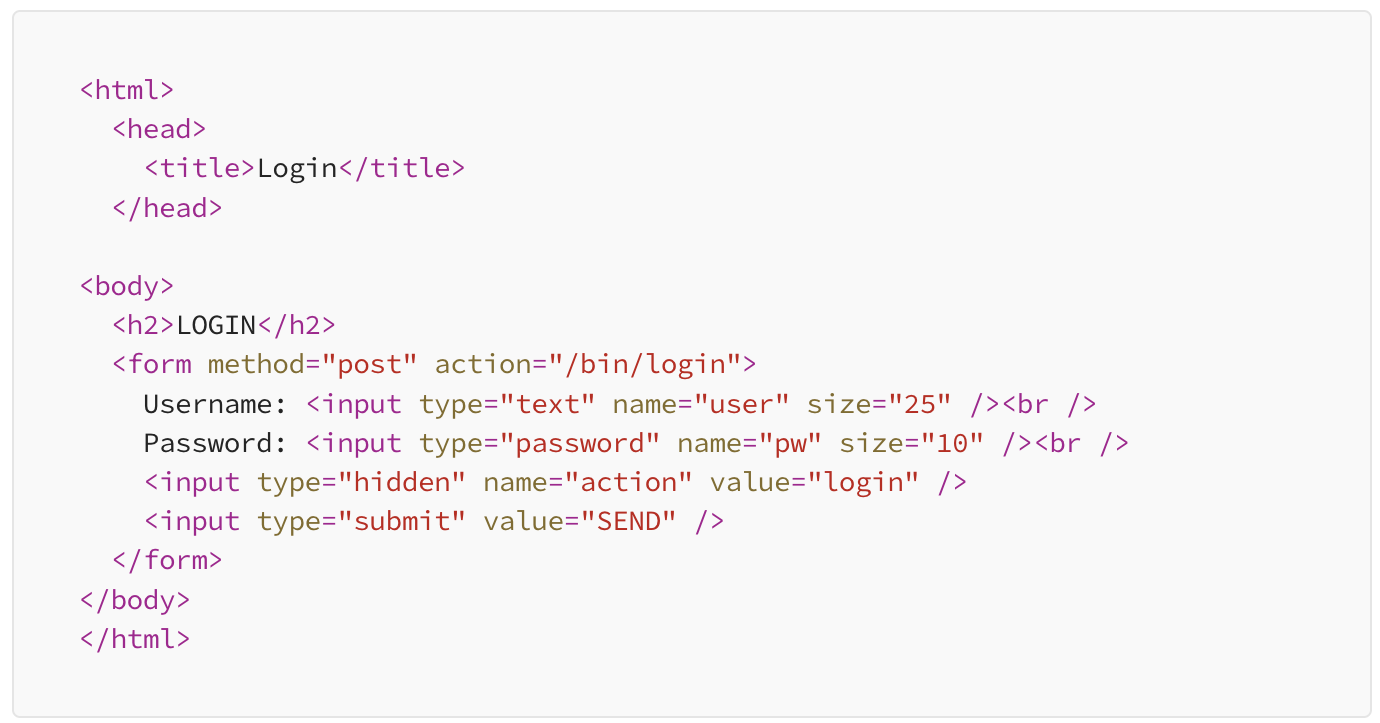 <html>
<head>
<title>Login</title>
</head>
<body>
<h2>LOGIN</h2>
<form method="post" action="/bin/login">
Username: <input type="text" name="user" size="25" /><br />
Password: <input type="password" name="pw" size="10" /><br />
<input type="hidden" name="action" value="login" />
<input type="submit" value="SEND" />
</form>
</body>
</html>